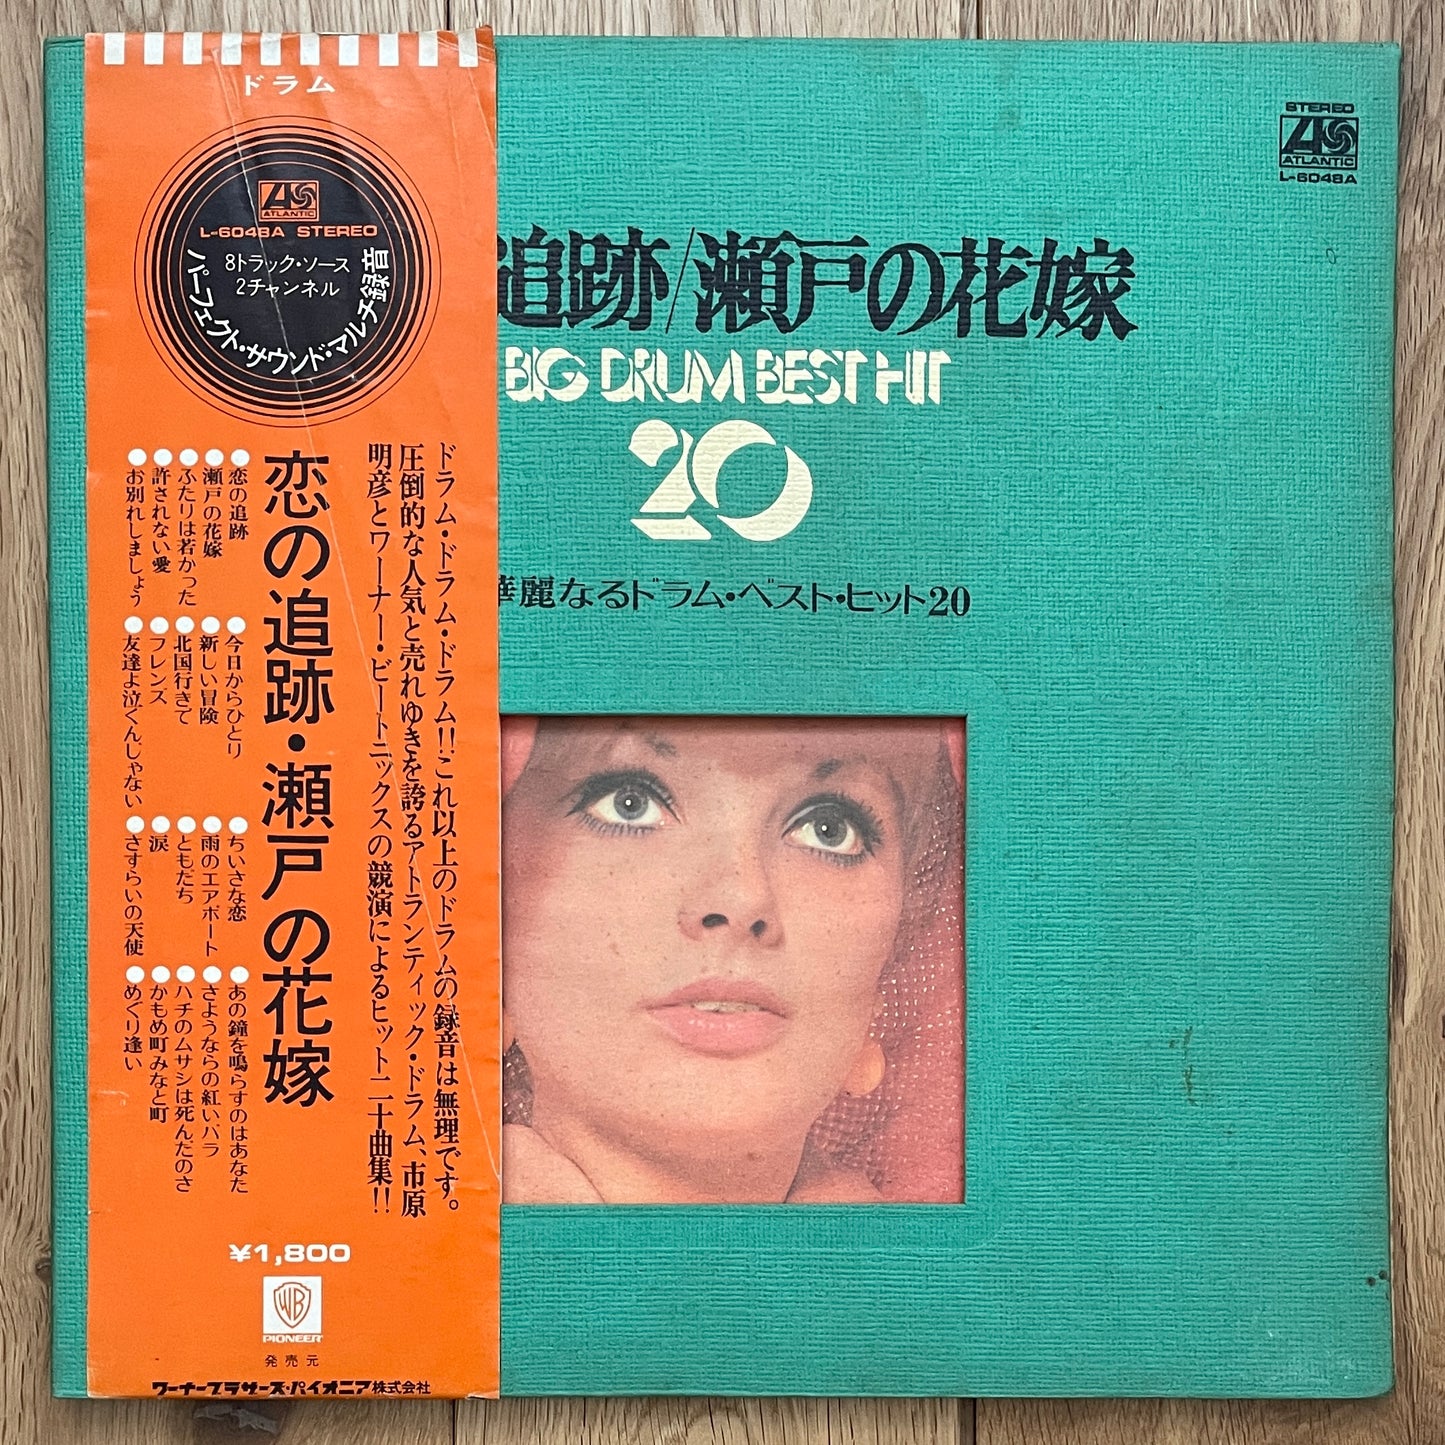 ドラム
ATLANTIC
L-6048A STEREO
8トラック・ソース
2チャンネル
パーフェクト・サウンド・マルチ録音
ドラム・ドラム・ドラム!!これ以上のドラムの録音は無理です。
圧倒的な人気と売れゆきを誇るアトランティック・ドラム、市原
明彦とワーナー・ビートニックスの競演によるヒット二十曲集!!
恋の追跡・瀬戸の花嫁
●恋の追跡
●瀬戸の花嫁
●ふたりは若かった
●許されない愛
●お別れしましょう
●今日からひとり
●新しい冒険
●北国行きで
●フレンズ
●友達よ泣くんじゃない
●ちいさな恋
●雨のエアポート
●ともだち
●涙
●さすらいの天使
●あの鐘を鳴らすのはあなた
●さようならの紅いバラ
●ハチのムサシは死んだのさ
●かもめ町みなと町
●めぐり逢い
¥1,800
WB
PIONEER
発売元
ワーナーブラザース・パイオニア株式会社
STEREO
ATLANTIC
L-6048A
追跡/瀬戸の花嫁
BIG DRUM BEST HIT
20
華麗なるドラム・ベスト・ヒット20